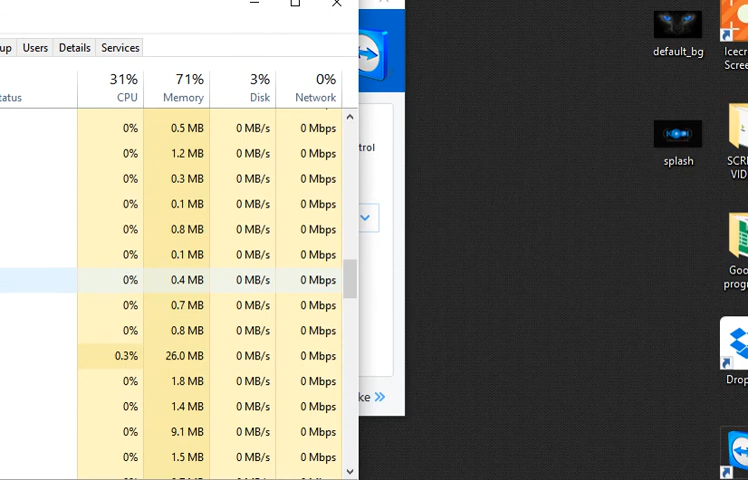 up Users Details Services
31% 71% 3% 0%
tatus CPU Memory Disk Network
0% 0.5 MB 0 MB/s 0 Mbps
0% 1.2 MB 0 MB/s 0 Mbps
0% 0.3 MB 0 MB/s 0 Mbps
0% 0.1 MB 0 MB/s 0 Mbps
0% 0.8 MB 0 MB/s 0 Mbps
0% 0.1 MB 0 MB/s 0 Mbps
0% 0.4 MB 0 MB/s 0 Mbps
0% 0.7 MB 0 MB/s 0 Mbps
0% 0.8 MB 0 MB/s 0 Mbps
0.3% 26.0 MB 0 MB/s 0 Mbps
0% 1.8 MB 0 MB/s 0 Mbps
0% 1.4 MB 0 MB/s 0 Mbps
0% 9.1 MB 0 MB/s 0 Mbps
0% 1.5 MB 0 MB/s 0 Mbps
trol
ke
default_bg
splash
Icecr
Scree
SCRE
VID
Goo
progr
Drop